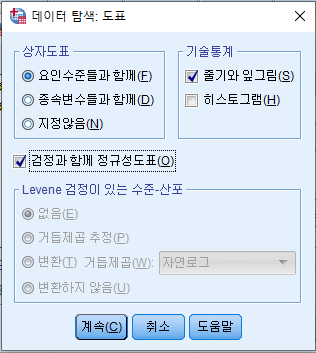 데이터 탐색: 도표
상자도표
요인수준들과 함께(F)
종속변수들과 함께(D)
지정않음(N)
기술통계
줄기와 잎그림(S)
히스토그램(H)
검정과 함께 정규성도표(O)
Levene 검정이 있는 수준-산포
없음(E)
거듭제곱 추정(P)
변환(T) 거듭제곱(W): 자연로그
변환하지 않음(U)
계속(C) 취소 도움말